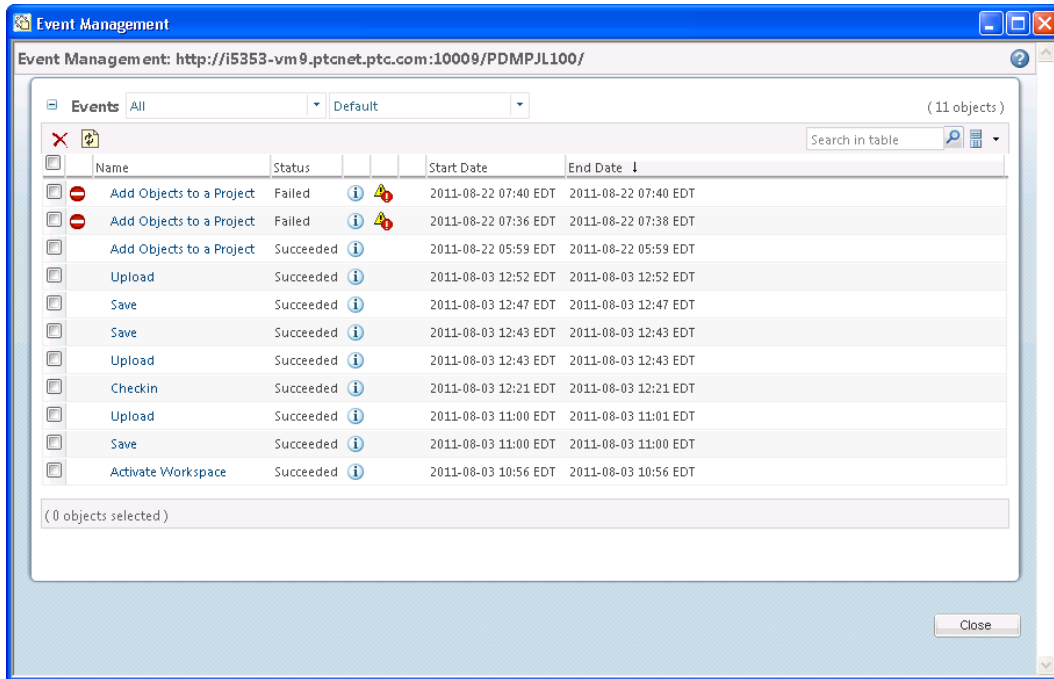 Event Management
Event Management: http://i5353-vm9.ptcnet.ptc.com:10009/PDMPJL100/
Events All Default ( 11 objects )
Search in table
Name Status Start Date End Date ↓
Add Objects to a Project Failed 2011-08-22 07:40 EDT 2011-08-22 07:40 EDT
Add Objects to a Project Failed 2011-08-22 07:36 EDT 2011-08-22 07:38 EDT
Add Objects to a Project Succeeded 2011-08-22 05:59 EDT 2011-08-22 05:59 EDT
Upload Succeeded 2011-08-03 12:52 EDT 2011-08-03 12:52 EDT
Save Succeeded 2011-08-03 12:47 EDT 2011-08-03 12:47 EDT
Save Succeeded 2011-08-03 12:43 EDT 2011-08-03 12:43 EDT
Upload Succeeded 2011-08-03 12:43 EDT 2011-08-03 12:43 EDT
Checkin Succeeded 2011-08-03 12:21 EDT 2011-08-03 12:21 EDT
Upload Succeeded 2011-08-03 11:00 EDT 2011-08-03 11:01 EDT
Save Succeeded 2011-08-03 11:00 EDT 2011-08-03 11:00 EDT
Activate Workspace Succeeded 2011-08-03 10:56 EDT 2011-08-03 10:56 EDT
( 0 objects selected )
Close